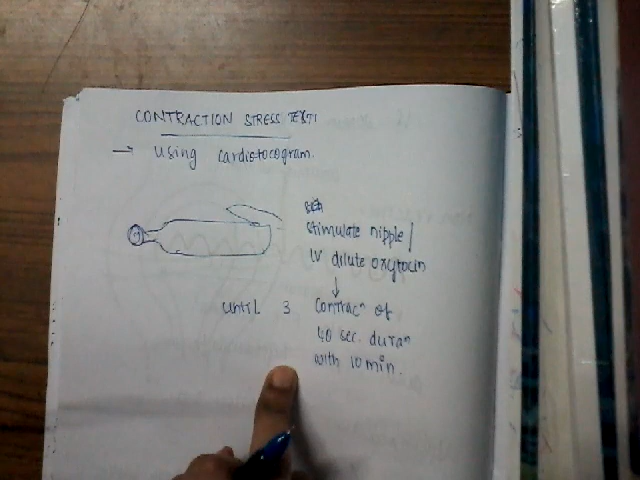 CONTRACTION STRESS TEST
→ Using cardiotocogram.
stimulate nipple/
IV dilute oxytocin
↓
until 3 contracⁿ of
40 sec. duraⁿ
with 10 min.